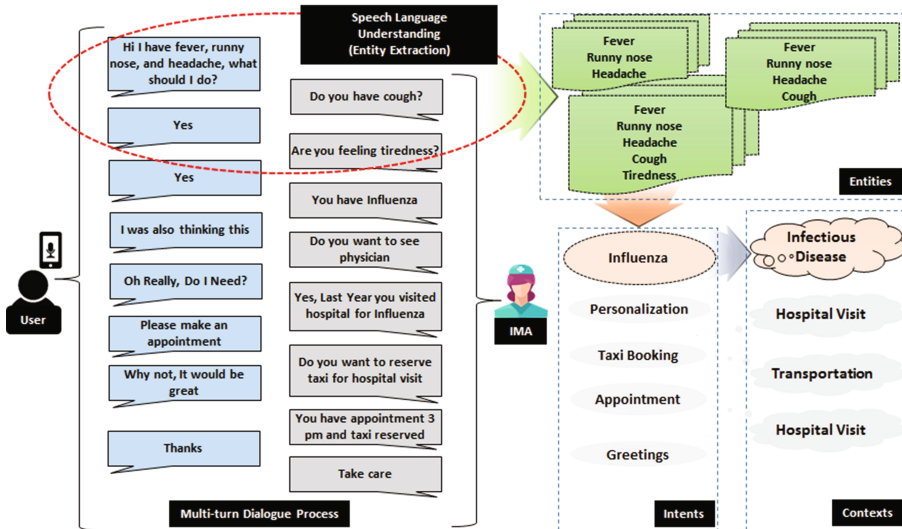 Speech Language
Understanding
(Entity Extraction)
Hi I have fever, runny
nose, and headache, what
should I do?
Do you have cough?
Yes
Are you feeling tiredness?
Yes
You have Influenza
I was also thinking this
Do you want to see
physician
Oh Really, Do I Need?
Yes, Last Year you visited
hospital for Influenza
Please make an
appointment
Do you want to reserve
taxi for hospital visit
Why not, It would be
great
You have appointment 3
pm and taxi reserved
Thanks
Take care
User
IMA
Multi-turn Dialogue Process
Fever
Runny nose
Headache
Fever
Runny nose
Headache
Cough
Fever
Runny nose
Headache
Cough
Tiredness
Entities
Influenza
Personalization
Taxi Booking
Appointment
Greetings
Intents
Infectious
Disease
Hospital Visit
Transportation
Hospital Visit
Contexts